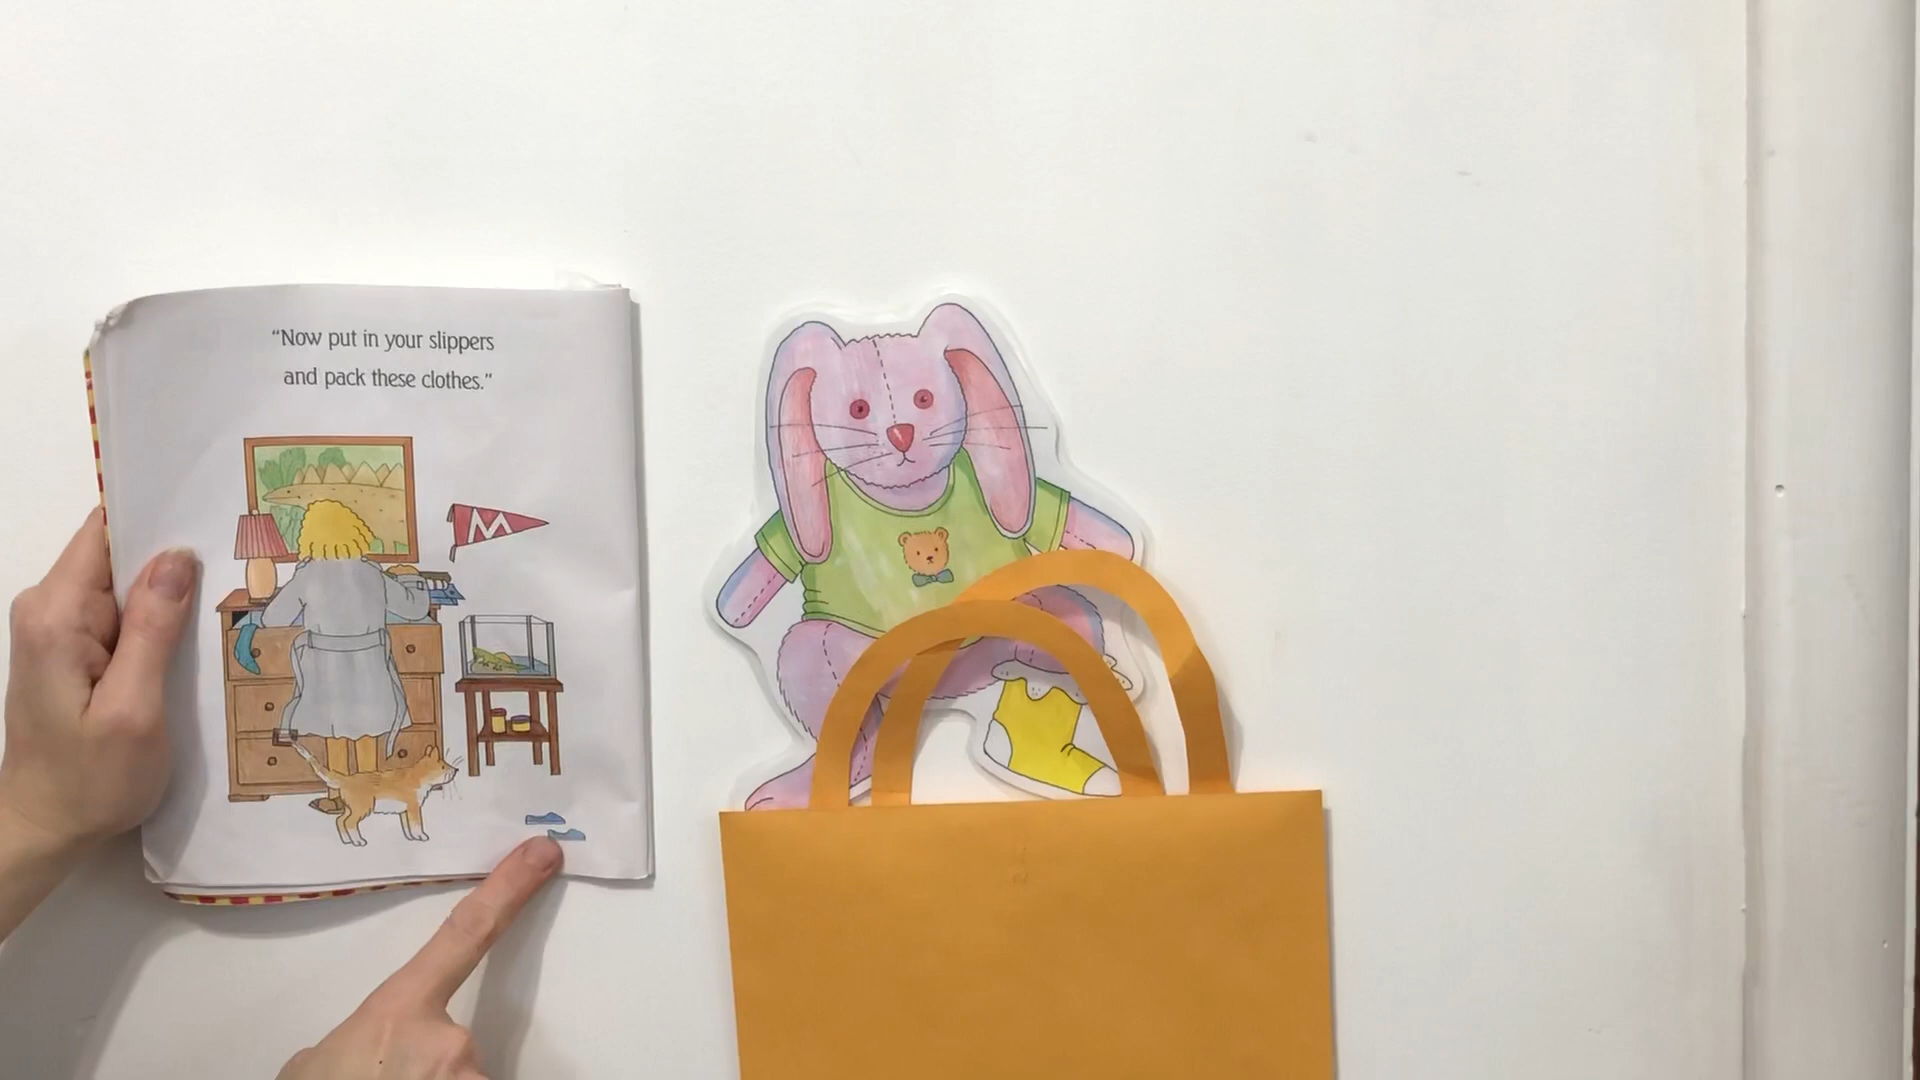 “Now put in your slippers
and pack these clothes.”
M